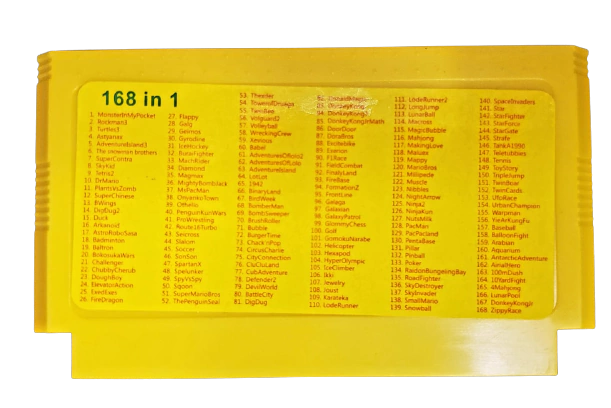 168 in 1
1. MonsterInMyPocket
2. Rockman3
3. Turtles3
4. Aatyanax
5. AdventureIsland3
6. The snowmen brothers
7. SuperContra
8. SkyKid
9. Tetris2
10. DrMario
11. PlantsVsZomb
12. SuperChinese
13. BWings
14. DigDug2
15. Duck
16. Arkanoid
17. AstroRoboSasa
18. Badminton
19. Baltron
20. BokosukaWars
21. Challenger
22. ChubbyCherub
23. DoughBoy
24. ElevatorAction
25. ExedExes
26. FireDragon
27. Flappy
28. Galg
29. Geimos
30. Gyrodine
31. IceHockey
33. MachRider
34. Diamond
35. Magmax
36. MightyBombJack
37. MsPacMan
38. OnyankoTown
39. Othello
40. PenguinKunWars
41. ProWrestling
42. Route16Turbo
43. Seicross
44. Slalom
45. Soccer
46. SonSon
47. SpartanX
48. Spelunker
49. SpyVsSpy
50. Sqoon
51. SuperMarioBros
52. ThePenguinSeal
53. Thexder
54. TowerofDruaga
55. TwinBee
56. Volguard2
57. Volleyball
58. WreckingCrew
59. Xevious
60. Babel
61. AdventuresOfLolo2
62. AdventuresOfLolo
63. AdventureIsland
64. LotLot
65. 1942
66. BinaryLand
67. BirdWeek
68. BomberMan
69. BombSweeper
70. BrushRoller
71. Bubble
72. BurgerTime
73. Chack'nPop
74. CircusCharlie
75. CityConnection
76. CluCluLand
77. CubAdventure
78. Defender2
79. DevilWorld
80. BattleCity
81. DigDug
83. DonkeyKong
84. DonkeyKong3
85. DonkeyKongJrMath
86. DoorDoor
87. DoraBros
88. Excitebike
89. Exerion
90. F1Race
91. FieldCombat
92. FinalyLand
93. FireBase
94. FormationZ
95. FrontLine
96. Galaga
97. Galaxian
98. GalaxyPatrol
99. GlommyChess
100. Golf
101. GomokuNarabe
102. Helicopter
103. Hexapod
104. HyperOlympic
105. IceClimber
106. Ikki
107. Jewelry
108. Joust
109. Karateka
110. LodeRunner
111. LodeRunner2
112. LongJump
113. LunarBall
114. Macross
115. MagicBubble
116. Mahjong
117. MakingLove
118. Maliate
119. Mappy
120. MarioBros
121. Millipede
122. Muscle
123. Nibbles
124. NightArrow
125. Ninja2
126. NinjaKun
127. NutsMilk
128. PacMan
129. PacPacland
130. PentaBase
131. Pillar
132. Pinball
133. Poker
134. RaidonBungelingBay
135. RoadFighter
136. SkyDestroyer
137. SkyInvader
138. SmallMario
139. Snowball
140. SpaceInvaders
141. Star
142. StarFighter
143. StarForce
144. StarGate
145. Strafe
146. TankA1990
147. Teletubbies
148. Tennis
149. ToyStory
150. TripleJump
151. TwinBoar
152. TwinCards
153. UfoRace
154. UrbanChampion
155. Warpman
156. YieArKungFu
157. Baseball
158. BalloonFight
159. Arabian
160. Aquarium
161. AntarcticAdventure
162. AmallHero
163. 100mDush
164. 10YardFight
165. 4Mahjong
166. LunarPool
167. DonkeyKongJr
168. ZippyRace